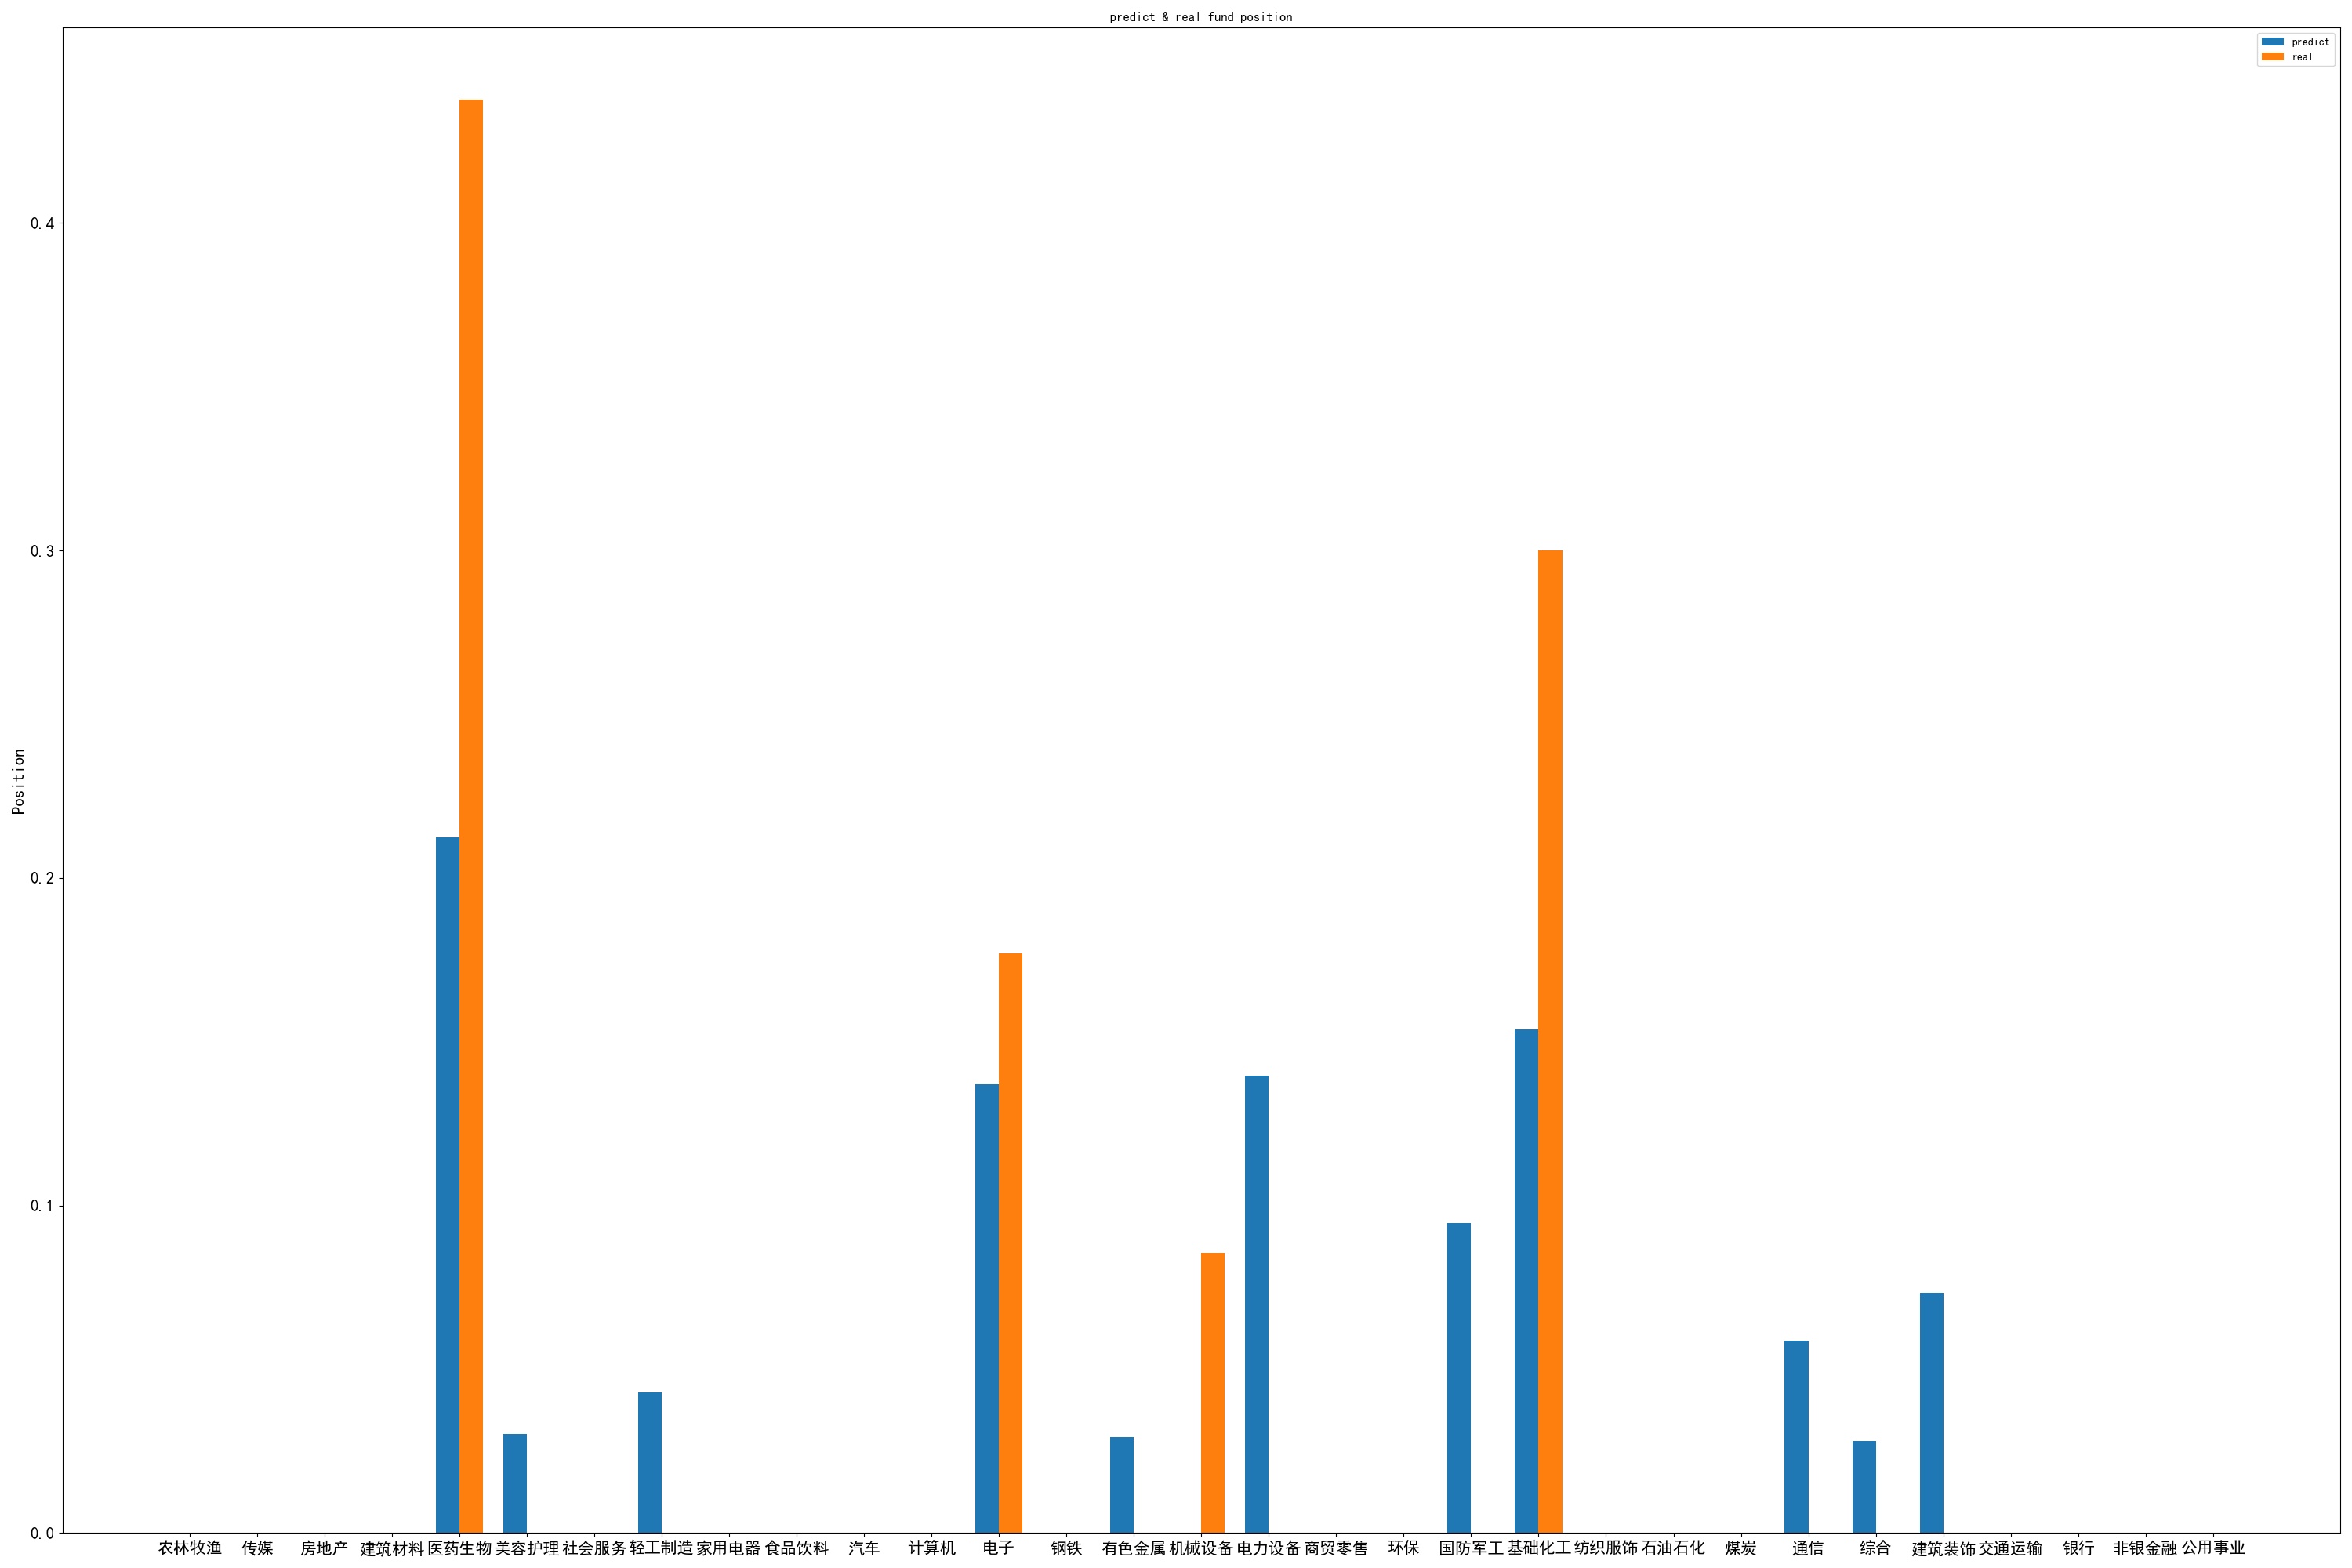 predict & real fund position
predict
real
Position
0.4
0.3
0.2
0.1
0.0
农林牧渔 传媒 房地产 建筑材料 医药生物 美容护理 社会服务 轻工制造 家用电器 食品饮料 汽车 计算机 电子 钢铁 有色金属 机械设备 电力设备 商贸零售 环保 国防军工 基础化工 纺织服饰 石油石化 煤炭 通信 综合 建筑装饰 交通运输 银行 非银金融 公用事业